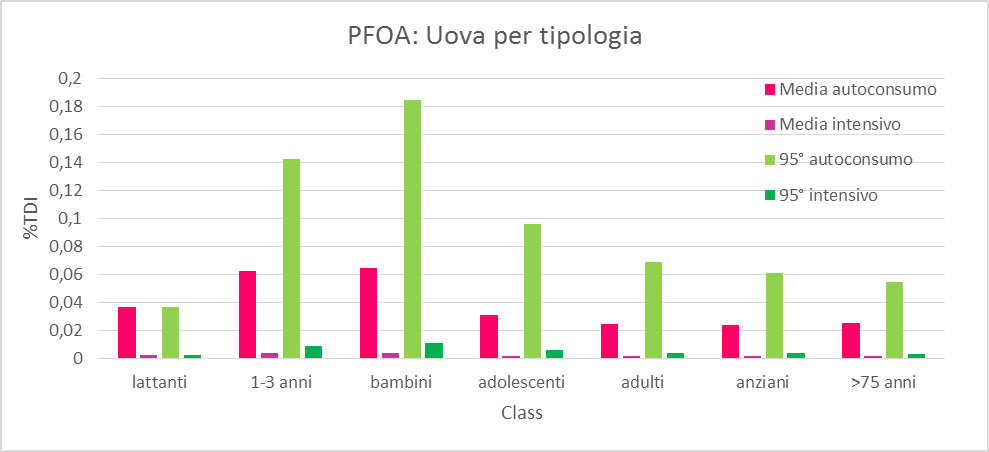 PFOA: Uova per tipologia
0,2
0,18
0,16
0,14
0,12
0,1
0,08
0,06
0,04
0,02
0
%TDI
Media autoconsumo
Media intensivo
95° autoconsumo
95° intensivo
lattanti
1-3 anni
bambini
adolescenti
adulti
anziani
>75 anni
Class